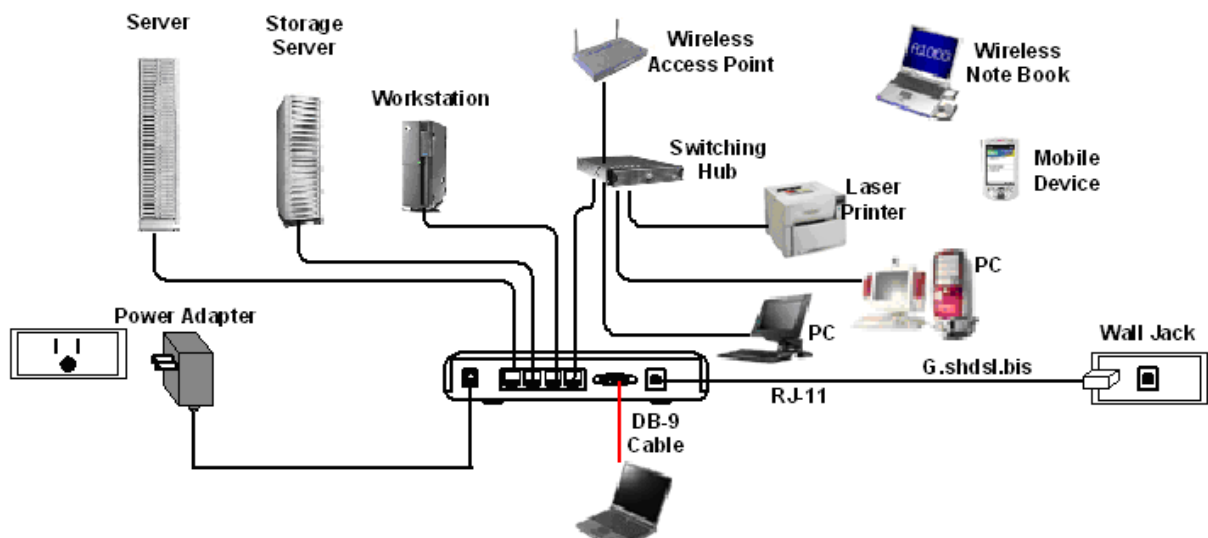 Server
Storage
Server
Workstation
Wireless
Access Point
Wireless
Note Book
Switching
Hub
Laser
Printer
Mobile
Device
PC
PC
Power Adapter
Wall Jack
G.shdsl.bis
RJ-11
DB-9
Cable